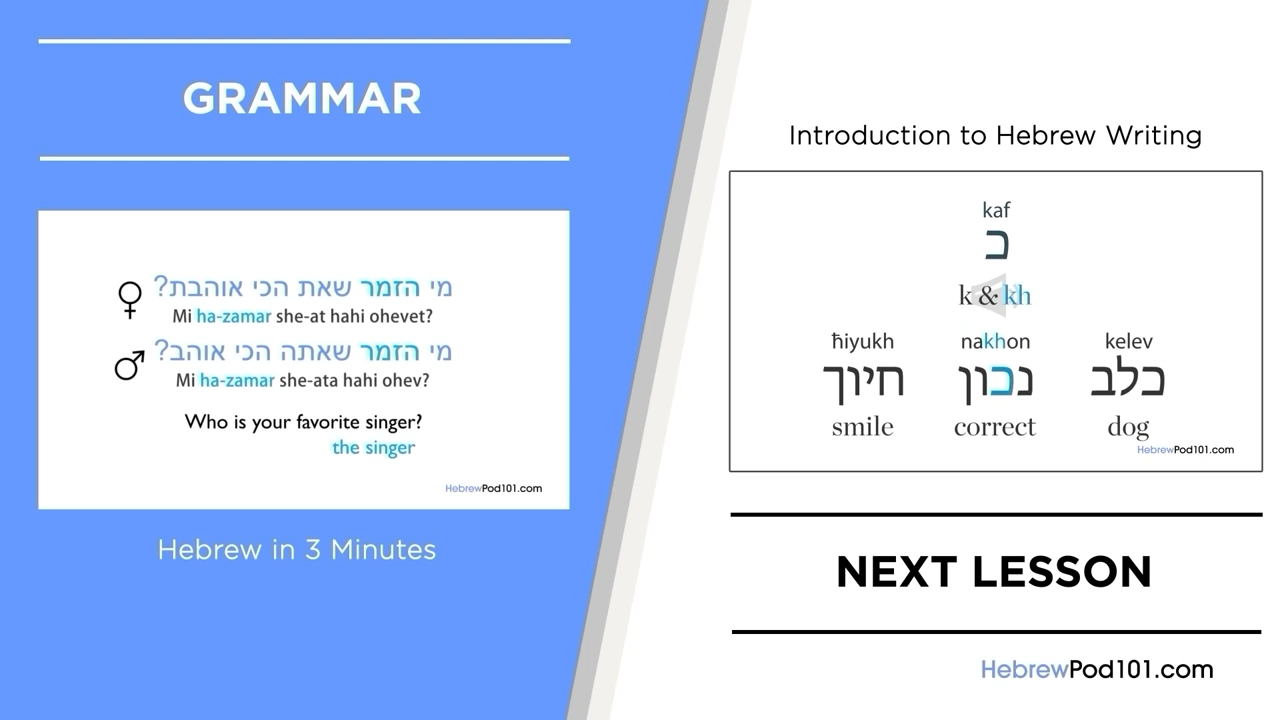 GRAMMAR
מי הזמר שאת הכי אוהבת?
Mi ha-zamar she-at hahi ohevet?
מי הזמר שאתה הכי אוהב?
Mi ha-zamar she-ata hahi ohev?
Who is your favorite singer?
the singer
HebrewPod101.com
Hebrew in 3 Minutes
Introduction to Hebrew Writing
kaf
כ
k & kh
ħiyukh nakhon kelev
חיוך נכון כלב
smile correct dog
HebrewPod101.com
NEXT LESSON
HebrewPod101.com